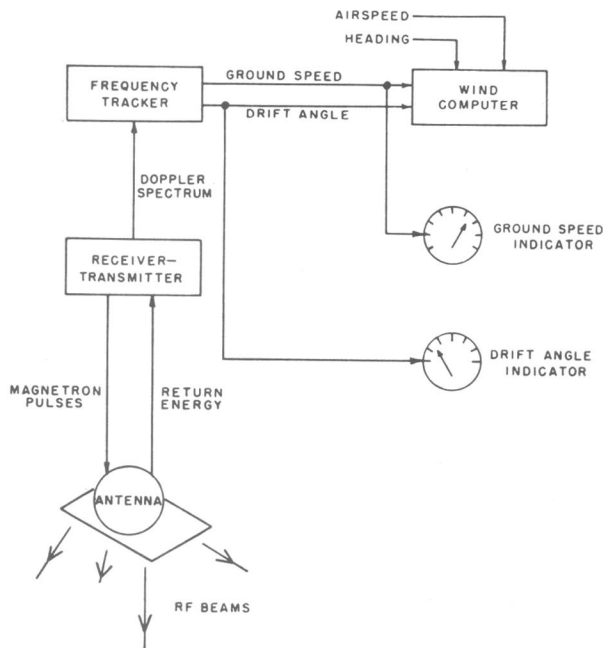 AIRSPEED
HEADING
GROUND SPEED
FREQUENCY
TRACKER
WIND
COMPUTER
DRIFT ANGLE
DOPPLER
SPECTRUM
GROUND SPEED
INDICATOR
RECEIVER—
TRANSMITTER
DRIFT ANGLE
INDICATOR
MAGNETRON
PULSES
RETURN
ENERGY
ANTENNA
RF BEAMS